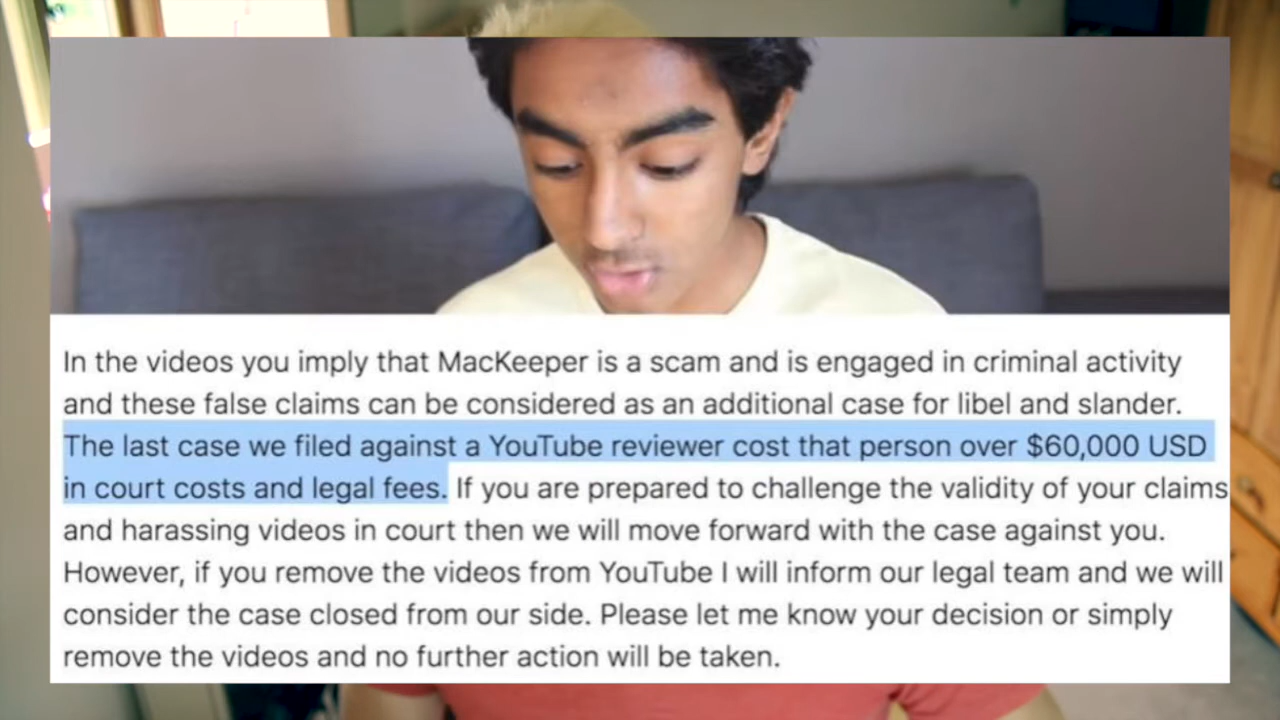 In the videos you imply that MacKeeper is a scam and is engaged in criminal activity
and these false claims can be considered as an additional case for libel and slander.
The last case we filed against a YouTube reviewer cost that person over $60,000 USD
in court costs and legal fees. If you are prepared to challenge the validity of your claims
and harassing videos in court then we will move forward with the case against you.
However, if you remove the videos from YouTube I will inform our legal team and we will
consider the case closed from our side. Please let me know your decision or simply
remove the videos and no further action will be taken.